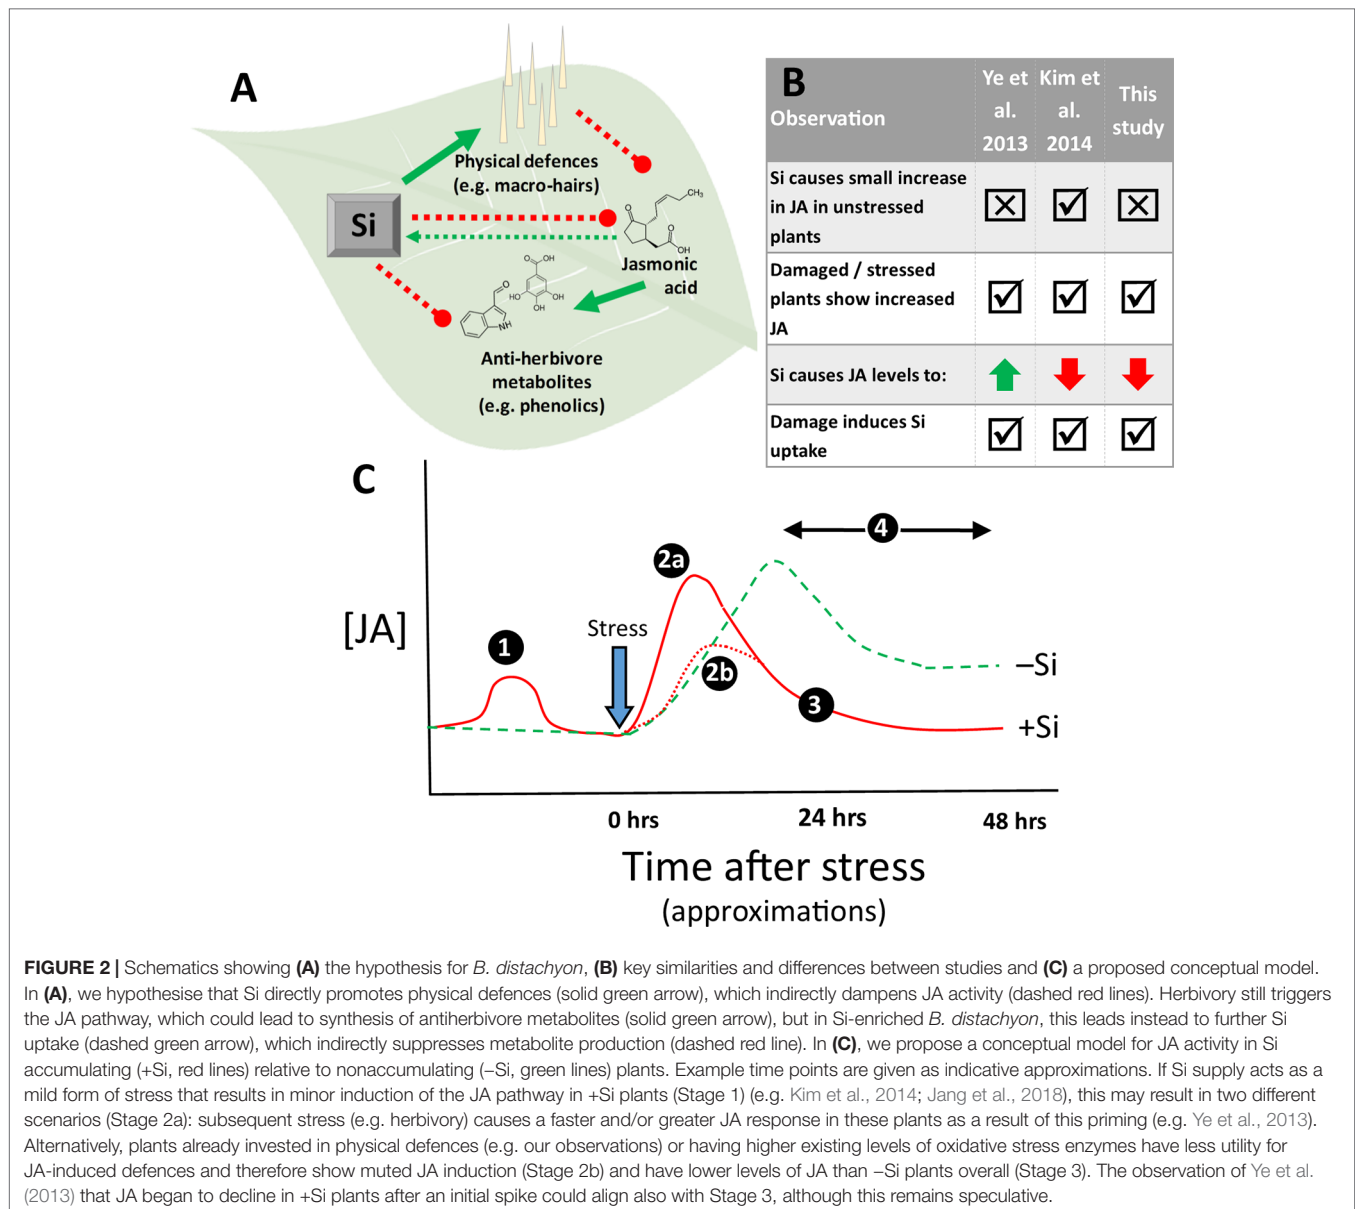 A
Physical defences
(e.g. macro-hairs)
Si
CH3
O
O
OH
Jasmonic
acid
O
OH
HO
OH
OH
O
NH
Anti-herbivore
metabolites
(e.g. phenolics)
B
Observation
Ye et
al.
2013
Kim et
al.
2014
This
study
Si causes small increase
in JA in unstressed
plants
Damaged / stressed
plants show increased
JA
Si causes JA levels to:
Damage induces Si
uptake
C
4
2a
[JA]
Stress
1
2b
–Si
3
+Si
0 hrs
24 hrs
48 hrs
Time after stress
(approximations)
FIGURE 2 | Schematics showing (A) the hypothesis for B. distachyon, (B) key similarities and differences between studies and (C) a proposed conceptual model.
In (A), we hypothesise that Si directly promotes physical defences (solid green arrow), which indirectly dampens JA activity (dashed red lines). Herbivory still triggers
the JA pathway, which could lead to synthesis of antiherbivore metabolites (solid green arrow), but in Si-enriched B. distachyon, this leads instead to further Si
uptake (dashed green arrow), which indirectly suppresses metabolite production (dashed red line). In (C), we propose a conceptual model for JA activity in Si
accumulating (+Si, red lines) relative to nonaccumulating (–Si, green lines) plants. Example time points are given as indicative approximations. If Si supply acts as a
mild form of stress that results in minor induction of the JA pathway in +Si plants (Stage 1) (e.g. Kim et al., 2014; Jang et al., 2018), this may result in two different
scenarios (Stage 2a): subsequent stress (e.g. herbivory) causes a faster and/or greater JA response in these plants as a result of this priming (e.g. Ye et al., 2013).
Alternatively, plants already invested in physical defences (e.g. our observations) or having higher existing levels of oxidative stress enzymes have less utility for
JA-induced defences and therefore show muted JA induction (Stage 2b) and have lower levels of JA than –Si plants overall (Stage 3). The observation of Ye et al.
(2013) that JA began to decline in +Si plants after an initial spike could align also with Stage 3, although this remains speculative.